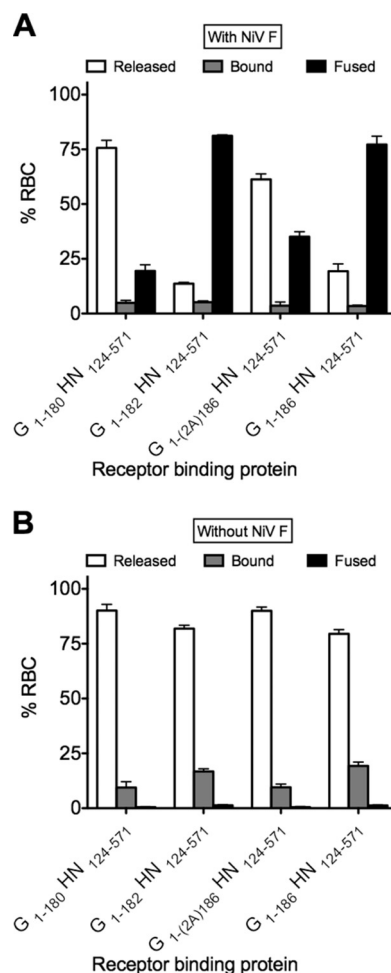 A
With NiV F
Released Bound Fused
100
75
50
25
0
% RBC
G 1-180 HN 124-571
G 1-182 HN 124-571
G 1-(2A)186 HN 124-571
G 1-186 HN 124-571
Receptor binding protein
B
Without NiV F
Released Bound Fused
100
75
50
25
0
% RBC
G 1-180 HN 124-571
G 1-182 HN 124-571
G 1-(2A)186 HN 124-571
G 1-186 HN 124-571
Receptor binding protein